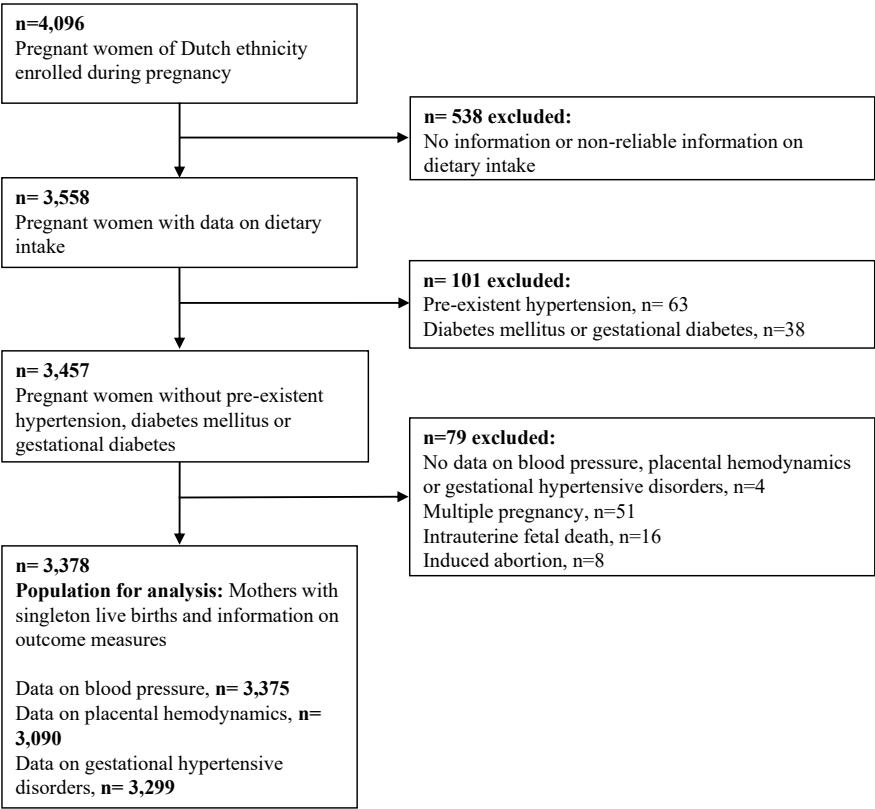 n=4,096
Pregnant women of Dutch ethnicity
enrolled during pregnancy
n= 538 excluded:
No information or non-reliable information on
dietary intake
n= 3,558
Pregnant women with data on dietary
intake
n= 101 excluded:
Pre-existent hypertension, n= 63
Diabetes mellitus or gestational diabetes, n=38
n= 3,457
Pregnant women without pre-existent
hypertension, diabetes mellitus or
gestational diabetes
n=79 excluded:
No data on blood pressure, placental hemodynamics
or gestational hypertensive disorders, n=4
Multiple pregnancy, n=51
Intrauterine fetal death, n=16
Induced abortion, n=8
n= 3,378
Population for analysis: Mothers with
singleton live births and information on
outcome measures
Data on blood pressure, n= 3,375
Data on placental hemodynamics, n=
3,090
Data on gestational hypertensive
disorders, n= 3,299